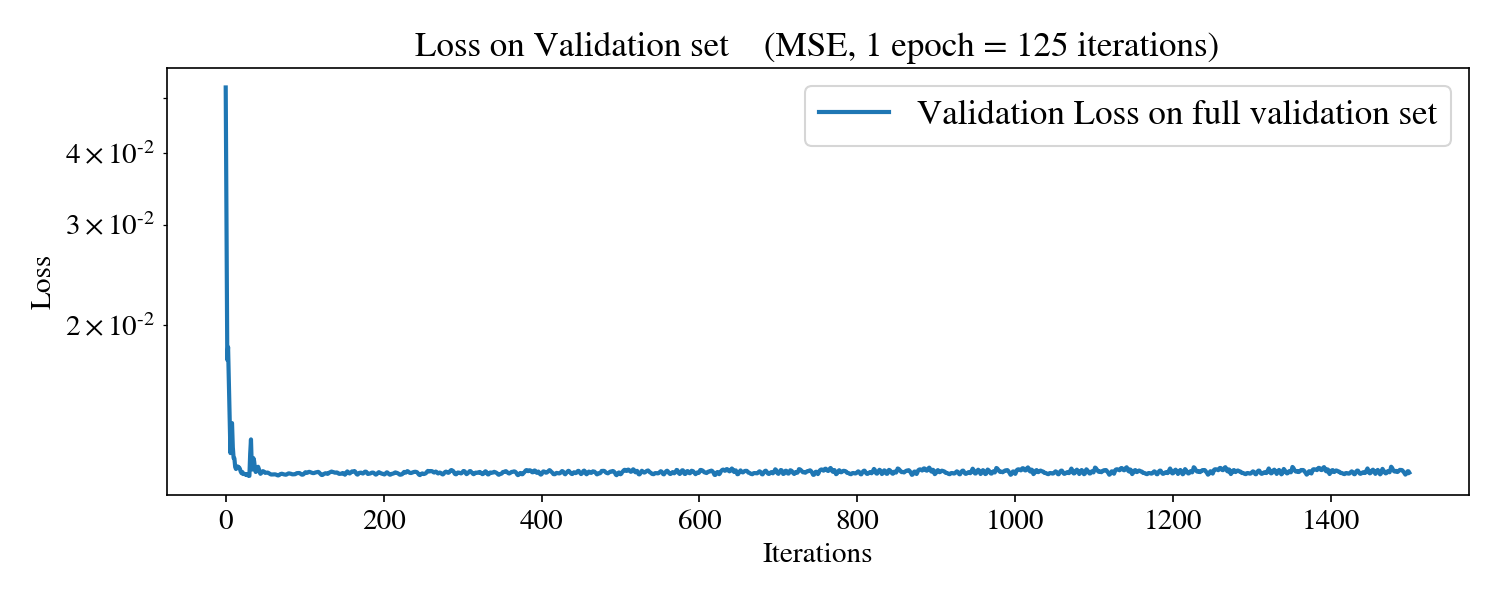 Loss on Validation set (MSE, 1 epoch = 125 iterations)
Validation Loss on full validation set
4 × 10-2
3 × 10-2
2 × 10-2
Loss
0 200 400 600 800 1000 1200 1400
Iterations